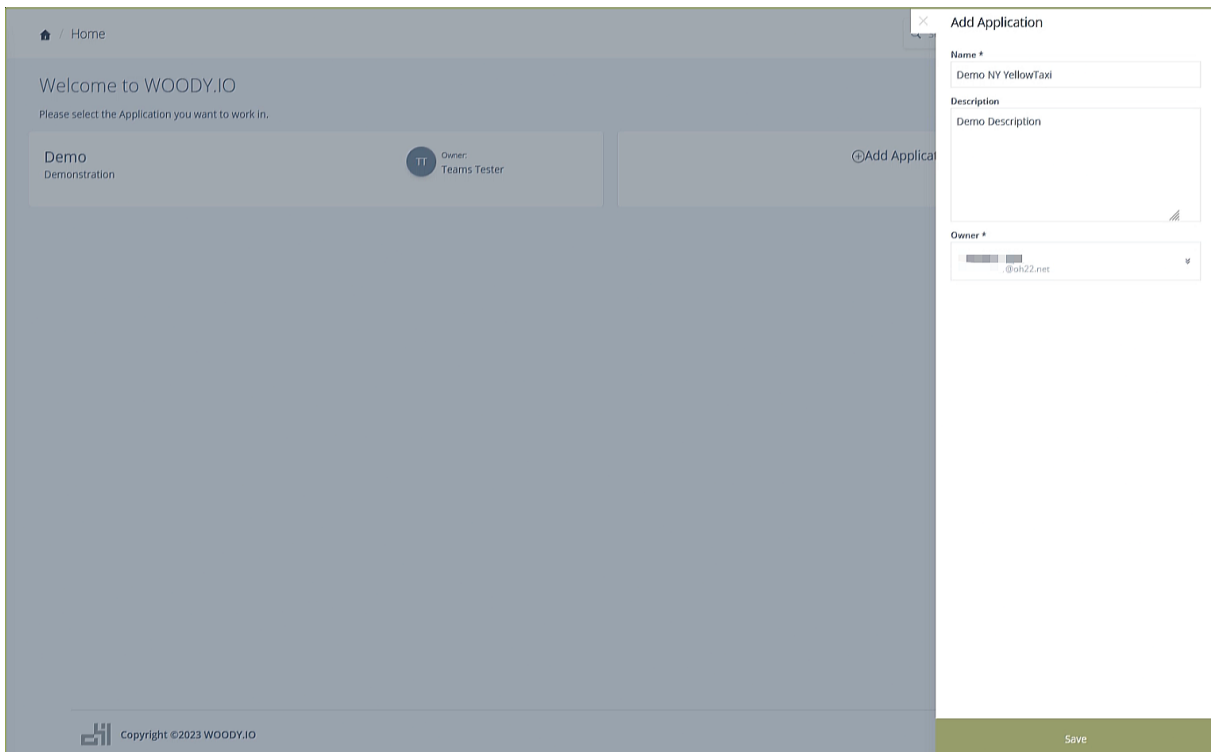 Home
Welcome to WOODY.IO
Please select the Application you want to work in.
Demo
Demonstration
TT
Owner:
Teams Tester
Add Applicat
Copyright ©2023 WOODY.IO
Add Application
Name *
Demo NY YellowTaxi
Description
Demo Description
Owner *
.@oh22.net
Save